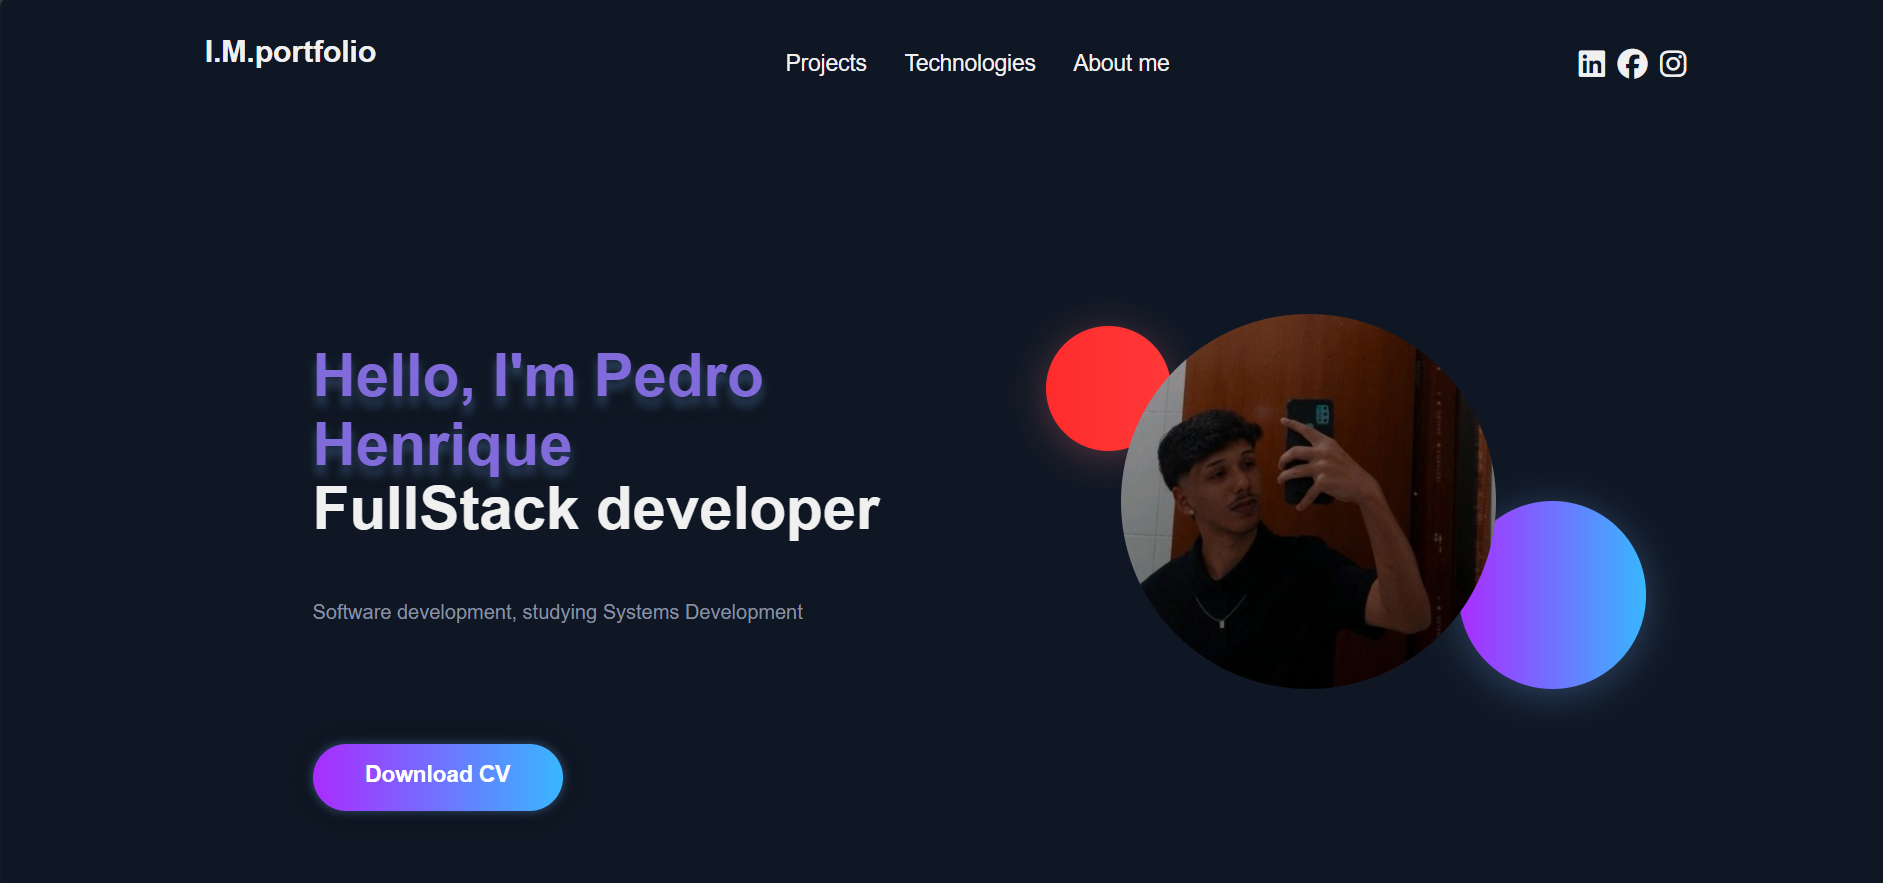 I.M.portfolio
Projects Technologies About me
Hello, I'm Pedro
Henrique
FullStack developer
Software development, studying Systems Development
Download CV